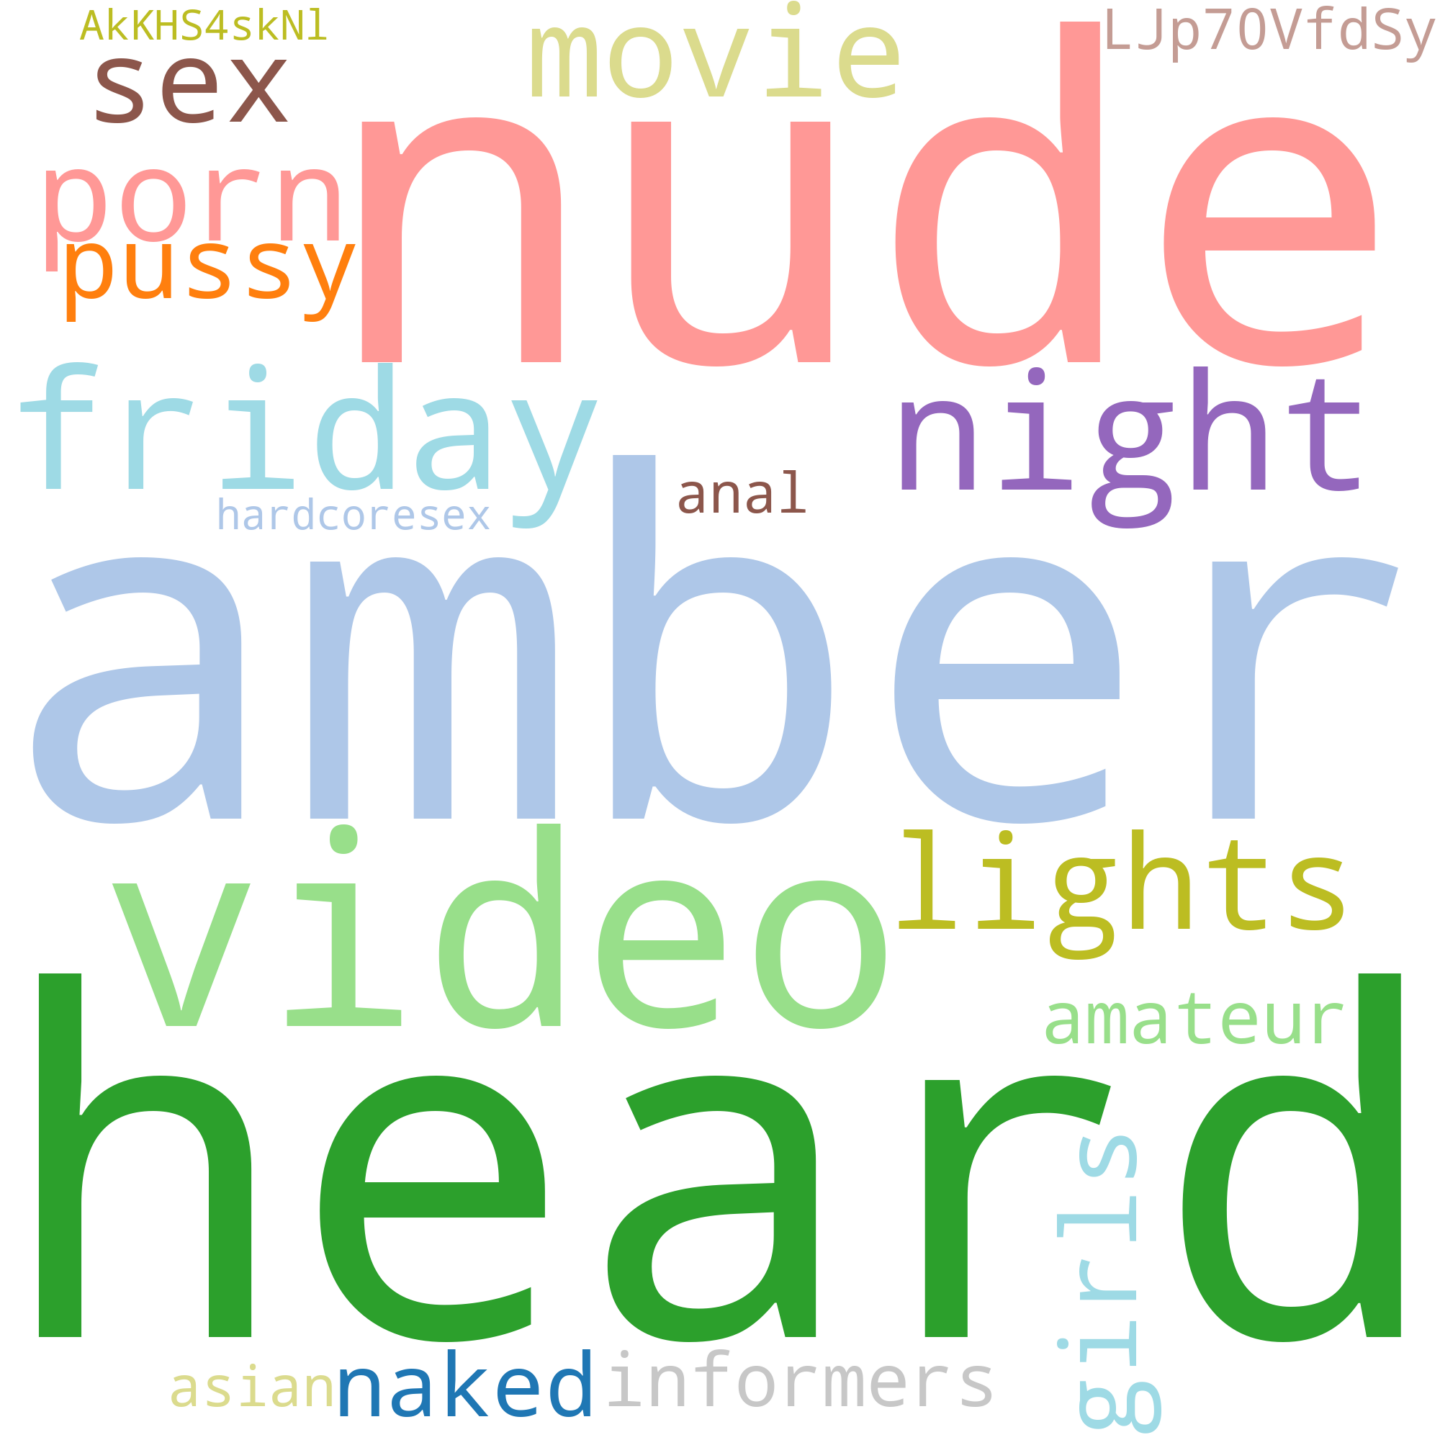 AkKHS4skNl
movie
LJp70VfdSy
sex
nude
porn
pussy
friday
night
anal
hardcoresex
amber
video
lights
amateur
heard
girls
asian
naked
informers